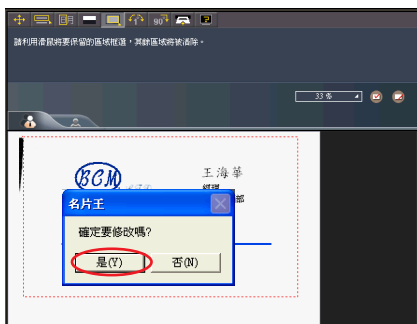 90°
請利用滑鼠將要保留的區域框選，其餘區域將被清除。
33 %
BCM
王海華
經理
部
名片王
確定要修改嗎?
是(Y)
否(N)